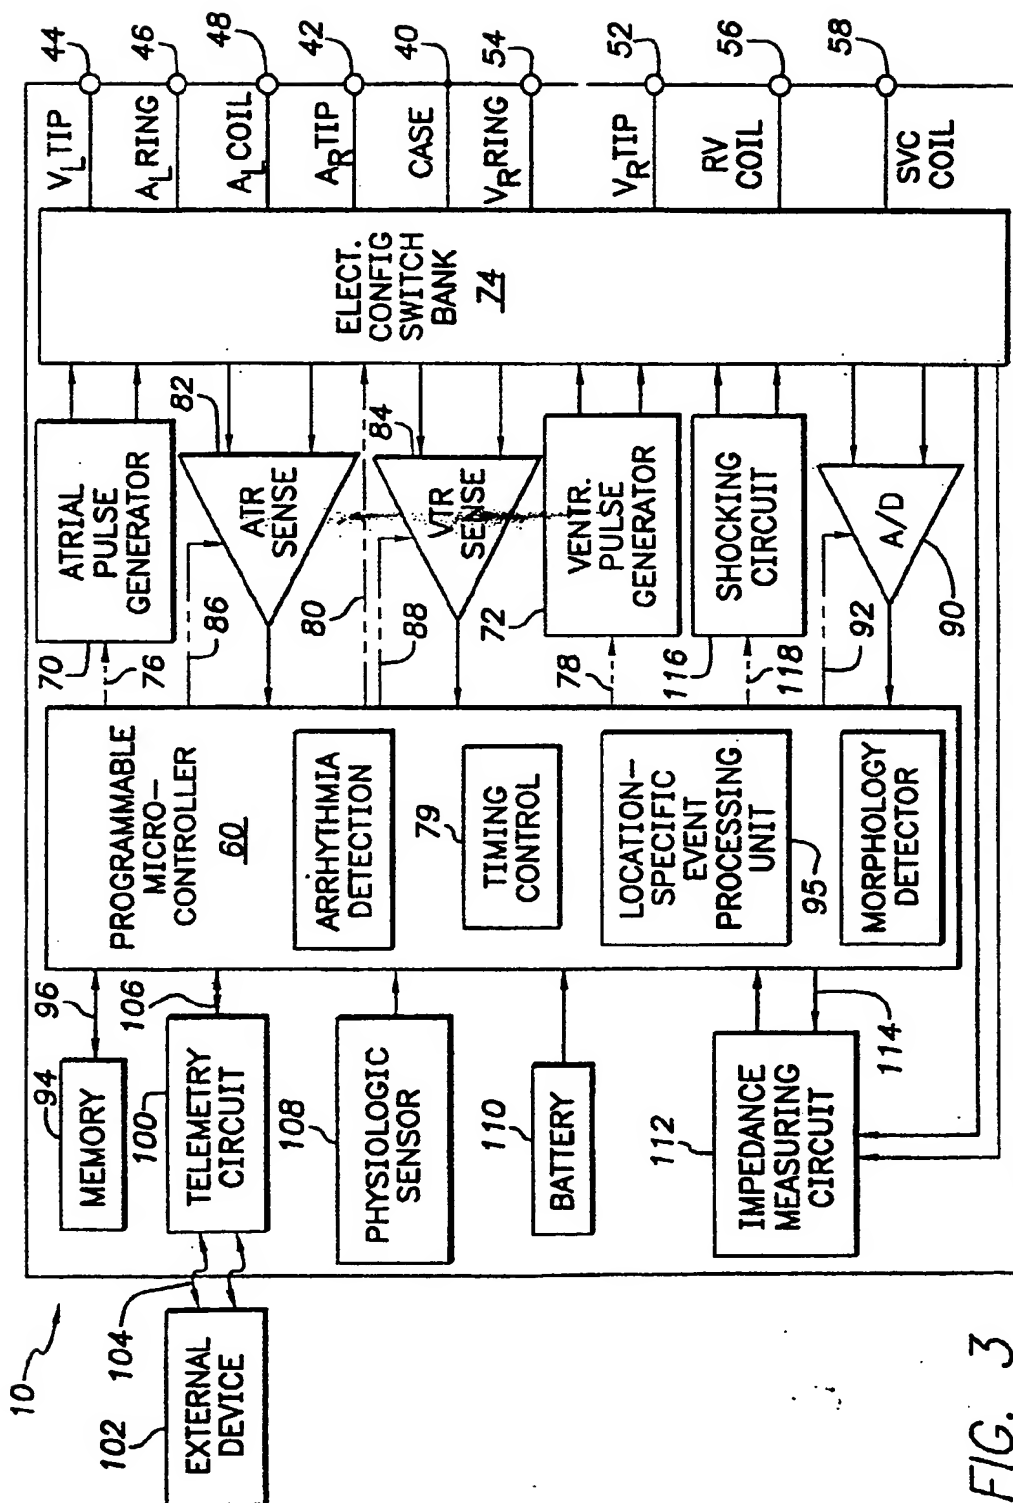 10
102
EXTERNAL
DEVICE
104
94
MEMORY
96
100
TELEMETRY
CIRCUIT
106
108
PHYSIOLOGIC
SENSOR
110
BATTERY
112
IMPEDANCE
MEASURING
CIRCUIT
114
PROGRAMMABLE
MICRO–
CONTROLLER
60
ARRHYTHMIA
DETECTION
79
TIMING
CONTROL
LOCATION–
SPECIFIC
EVENT
PROCESSING
UNIT
95
MORPHOLOGY
DETECTOR
70
76
ATRIAL
PULSE
GENERATOR
86
82
ATR
SENSE
80
88
84
VTR
SENSE
72
78
VENTR.
PULSE
GENERATOR
116
118
SHOCKING
CIRCUIT
92
A/D
90
ELECT.
CONFIG
SWITCH
BANK
74
VL TIP
44
AL RING
46
AL COIL
48
AR TIP
42
CASE
40
VR RING
54
VR TIP
52
RV
COIL
56
SVC
COIL
58
FIG. 3